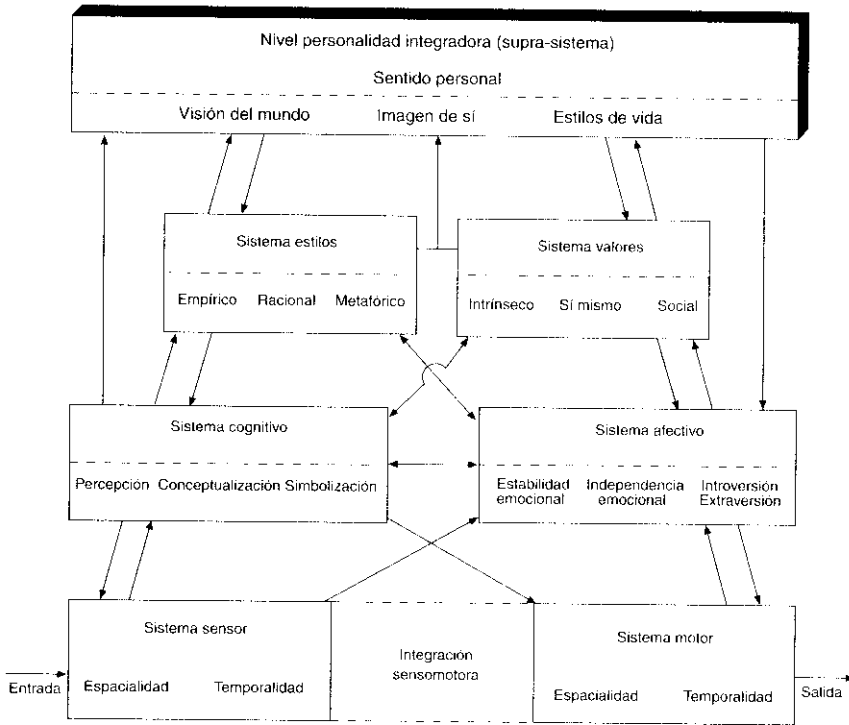 Nivel personalidad integradora (supra-sistema)
Sentido personal
Visión del mundo Imagen de sí Estilos de vida
Sistema estilos
Empírico Racional Metafórico
Sistema valores
Intrínseco Sí mismo Social
Sistema cognitivo
Percepción Conceptualización Simbolización
Sistema afectivo
Estabilidad emocional
Independencia emocional
Introversión Extraversión
Sistema sensor
Espacialidad Temporalidad
Integración
sensomotora
Sistema motor
Espacialidad Temporalidad
Entrada
Salida